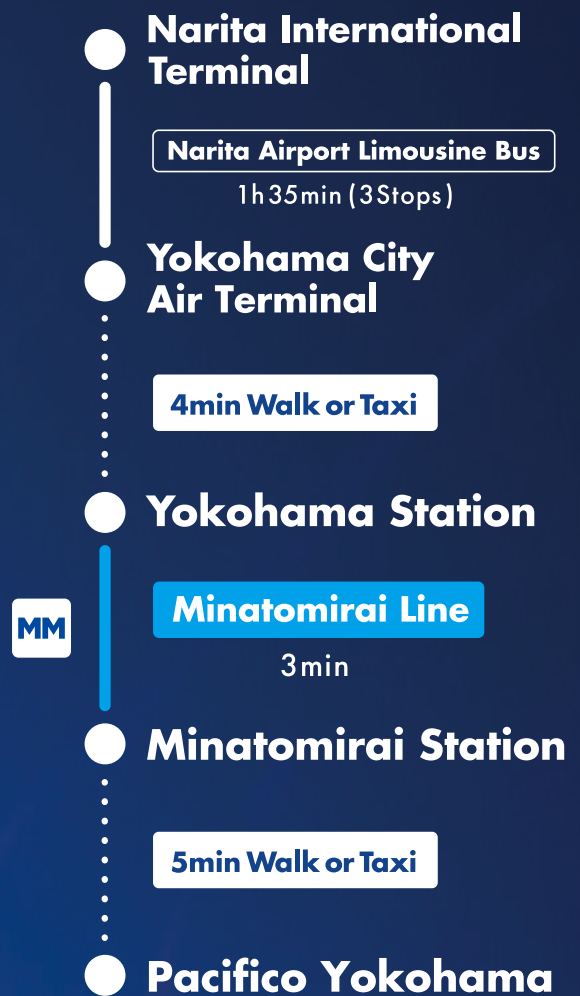 Narita International
Terminal
Narita Airport Limousine Bus
1h35min (3Stops)
Yokohama City
Air Terminal
4min Walk or Taxi
Yokohama Station
MM
Minatomirai Line
3min
Minatomirai Station
5min Walk or Taxi
Pacifico Yokohama